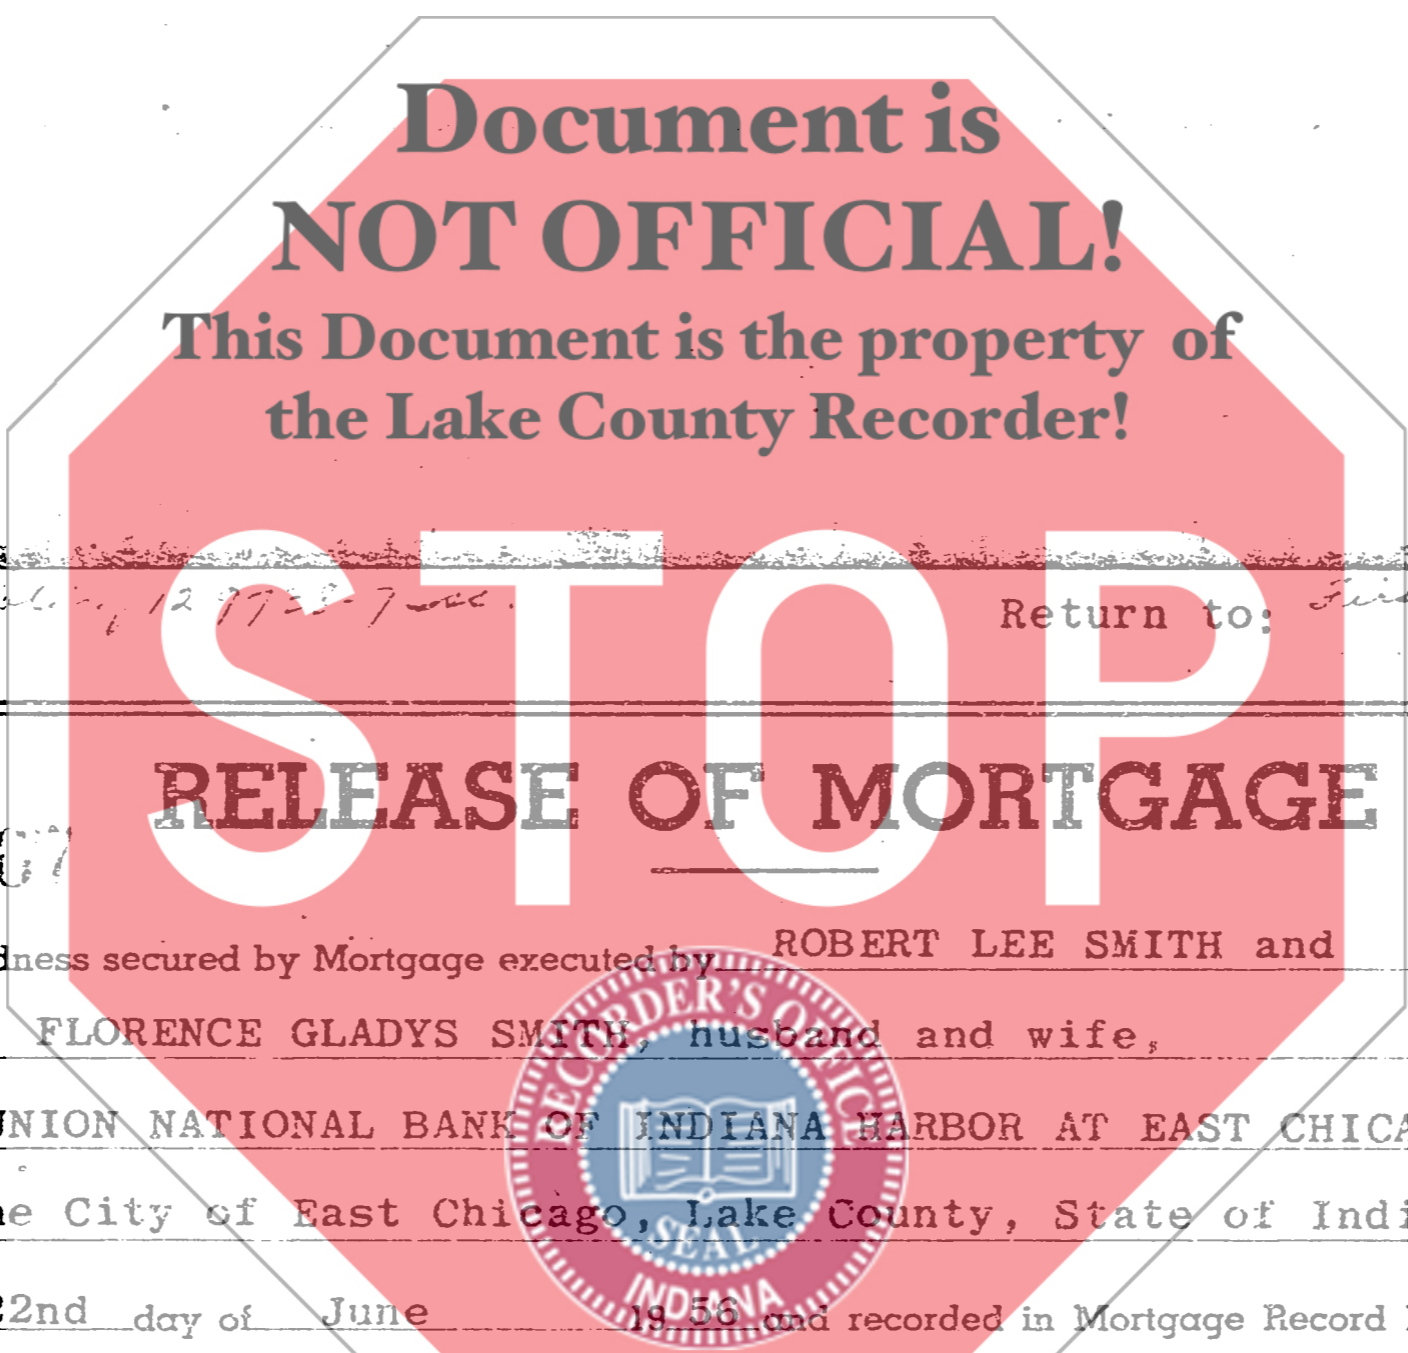 Document is
NOT OFFICIAL!
This Document is the property of
the Lake County Recorder!
STOP
Return to:
RELEASE OF MORTGAGE
dness secured by Mortgage executed by ROBERT LEE SMITH and
FLORENCE GLADYS SMITH, husband and wife,
UNION NATIONAL BANK OF INDIANA HARBOR AT EAST CHICA
e City of East Chicago, Lake County, State of Indi
22nd day of June 19 56 and recorded in Mortgage Record
RECORDER'S OFFICE
SEAL
INDIANA